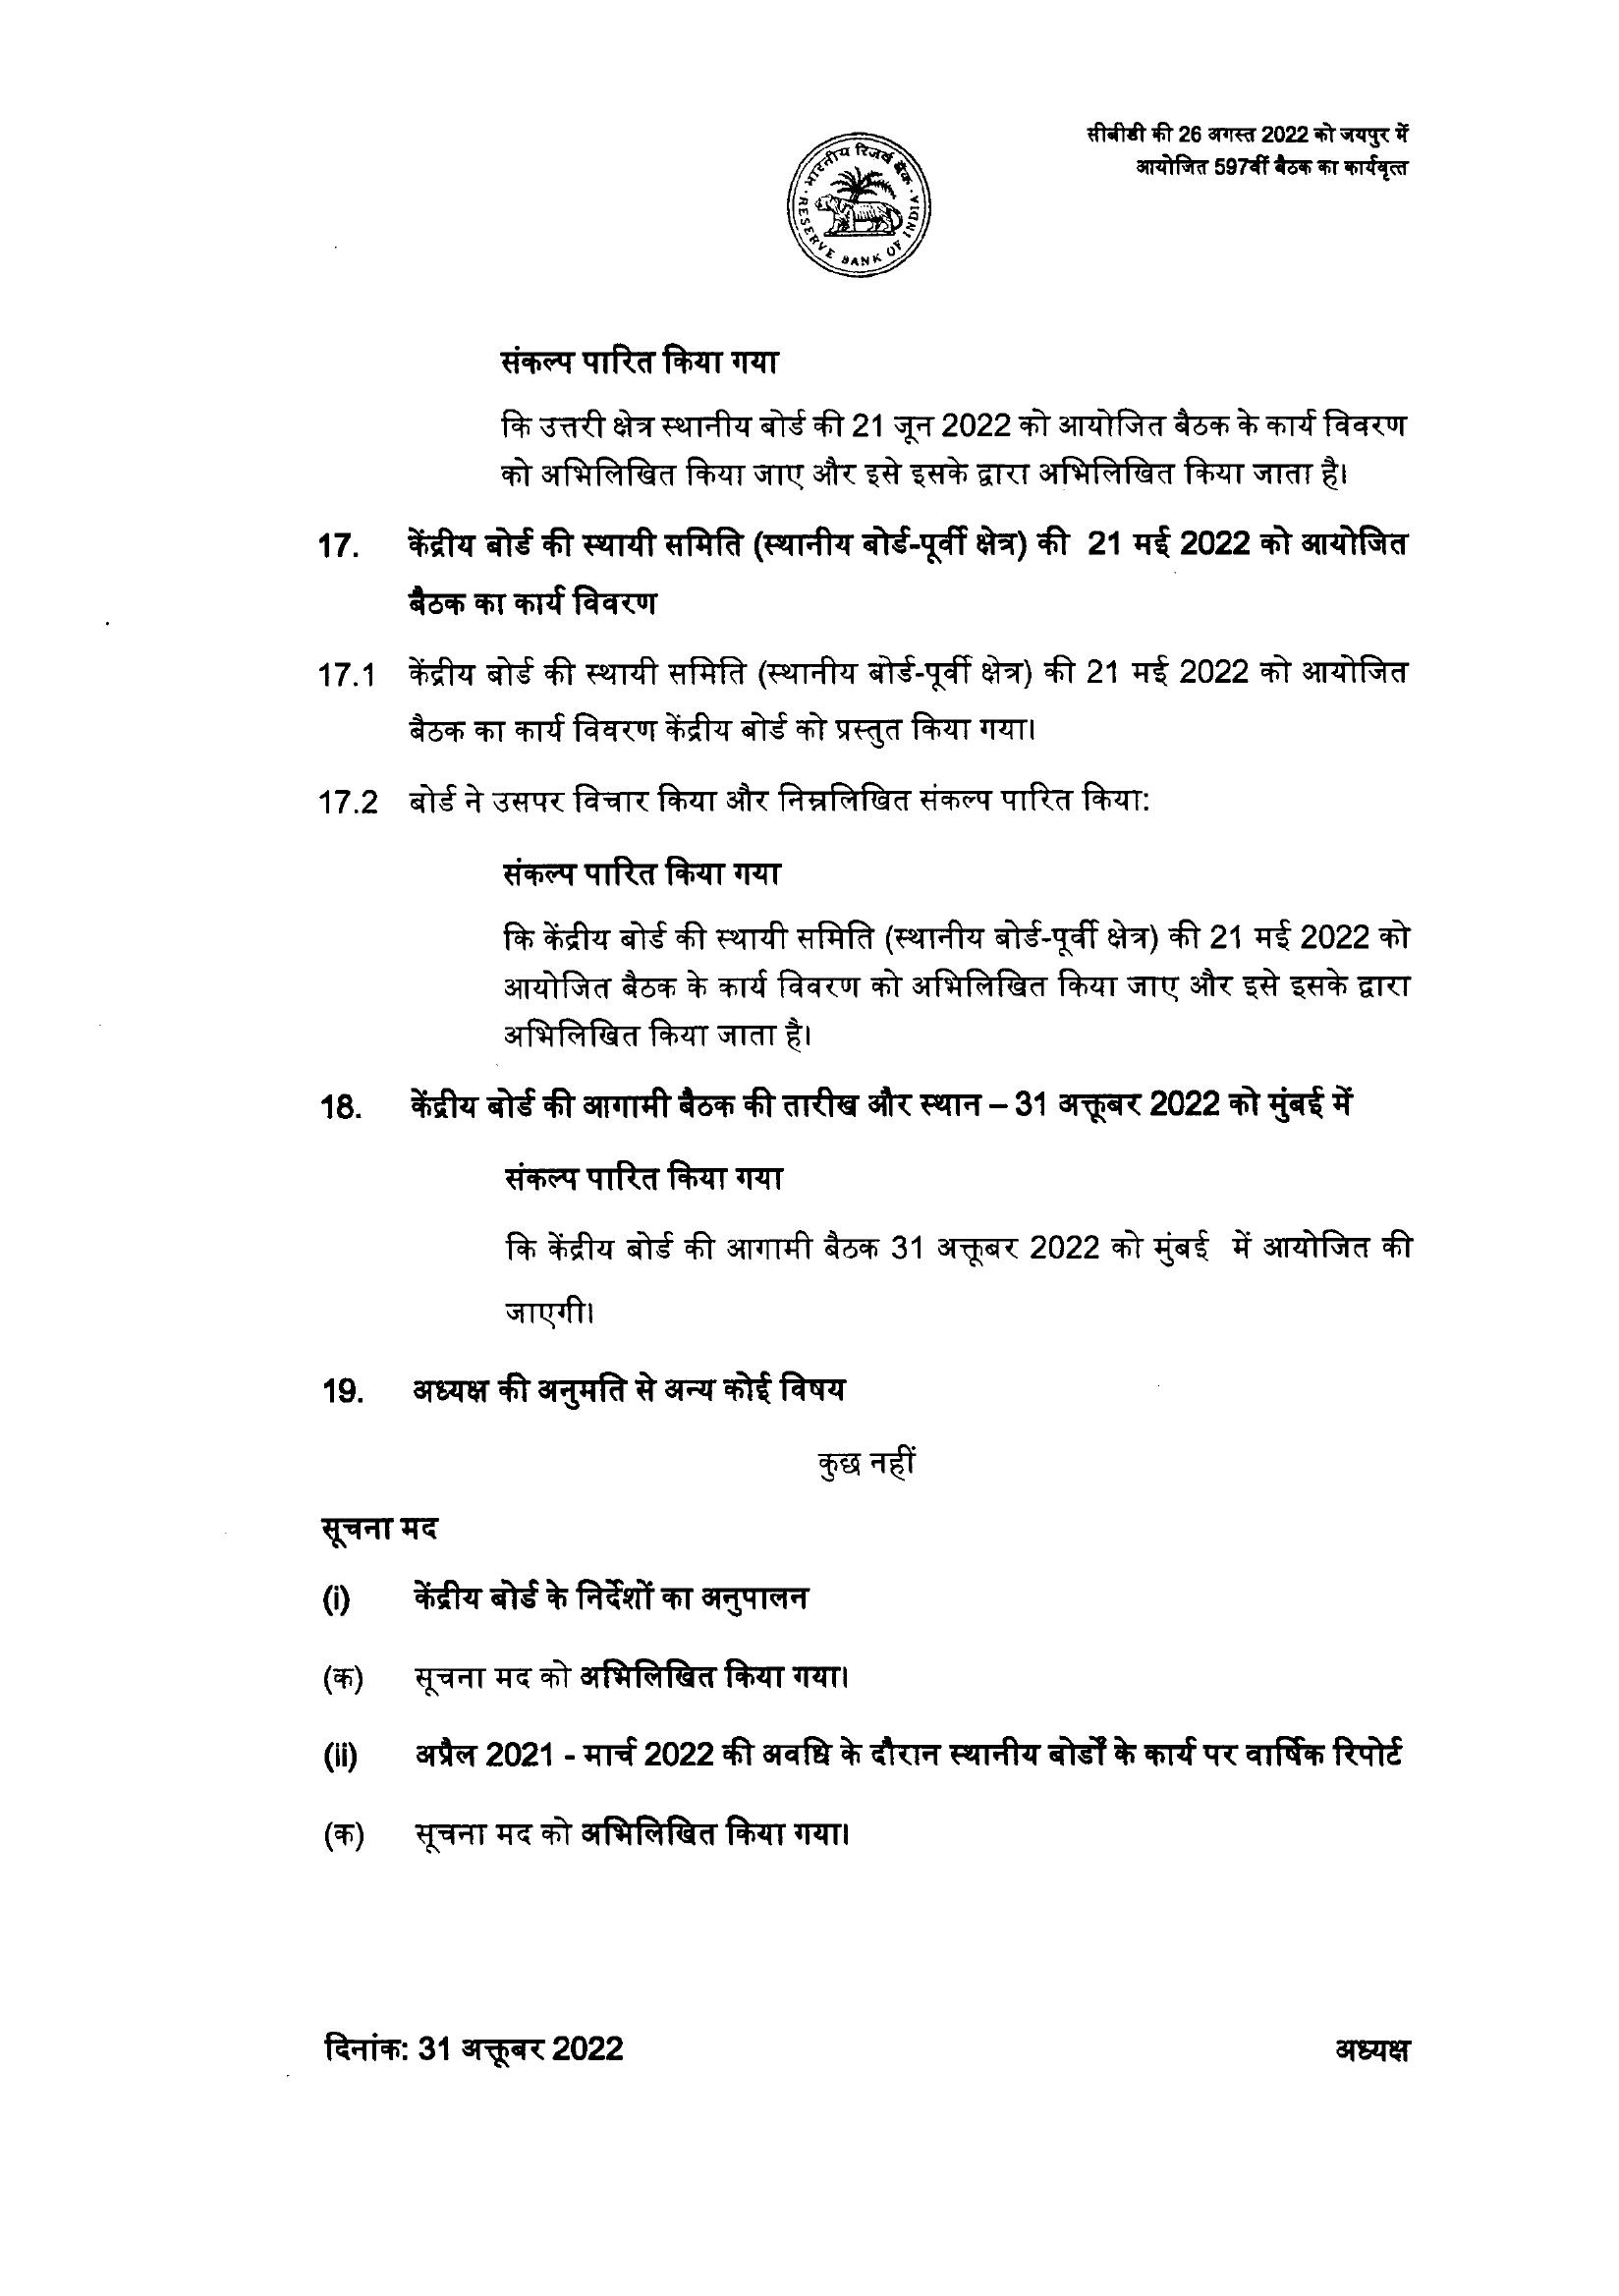 सीबीडी की 26 अगस्त 2022 को जयपुर में
आयोजित 597वीं बैठक का कार्यवृत्त
भारतीय रिज़र्व बैंक
RESERVE BANK OF INDIA
संकल्प पारित किया गया
कि उत्तरी क्षेत्र स्थानीय बोर्ड की 21 जून 2022 को आयोजित बैठक के कार्य विवरण
को अभिलिखित किया जाए और इसे इसके द्वारा अभिलिखित किया जाता है।
17. केंद्रीय बोर्ड की स्थायी समिति (स्थानीय बोर्ड-पूर्वी क्षेत्र) की 21 मई 2022 को आयोजित
बैठक का कार्य विवरण
17.1 केंद्रीय बोर्ड की स्थायी समिति (स्थानीय बोर्ड-पूर्वी क्षेत्र) की 21 मई 2022 को आयोजित
बैठक का कार्य विवरण केंद्रीय बोर्ड को प्रस्तुत किया गया।
17.2 बोर्ड ने उसपर विचार किया और निम्नलिखित संकल्प पारित किया:
संकल्प पारित किया गया
कि केंद्रीय बोर्ड की स्थायी समिति (स्थानीय बोर्ड-पूर्वी क्षेत्र) की 21 मई 2022 को
आयोजित बैठक के कार्य विवरण को अभिलिखित किया जाए और इसे इसके द्वारा
अभिलिखित किया जाता है।
18. केंद्रीय बोर्ड की आगामी बैठक की तारीख और स्थान – 31 अक्तूबर 2022 को मुंबई में
संकल्प पारित किया गया
कि केंद्रीय बोर्ड की आगामी बैठक 31 अक्तूबर 2022 को मुंबई में आयोजित की
जाएगी।
19. अध्यक्ष की अनुमति से अन्य कोई विषय
कुछ नहीं
सूचना मद
(i) केंद्रीय बोर्ड के निर्देशों का अनुपालन
(क) सूचना मद को अभिलिखित किया गया।
(ii) अप्रैल 2021 - मार्च 2022 की अवधि के दौरान स्थानीय बोर्डों के कार्य पर वार्षिक रिपोर्ट
(क) सूचना मद को अभिलिखित किया गया।
दिनांक: 31 अक्तूबर 2022 अध्यक्ष